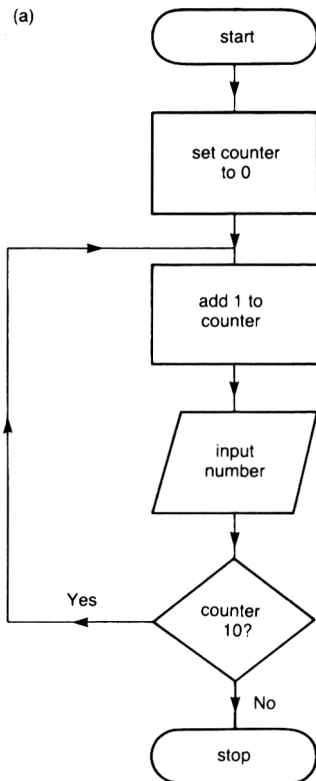 (a)
start
set counter
to 0
add 1 to
counter
input
number
counter
10?
Yes
No
stop